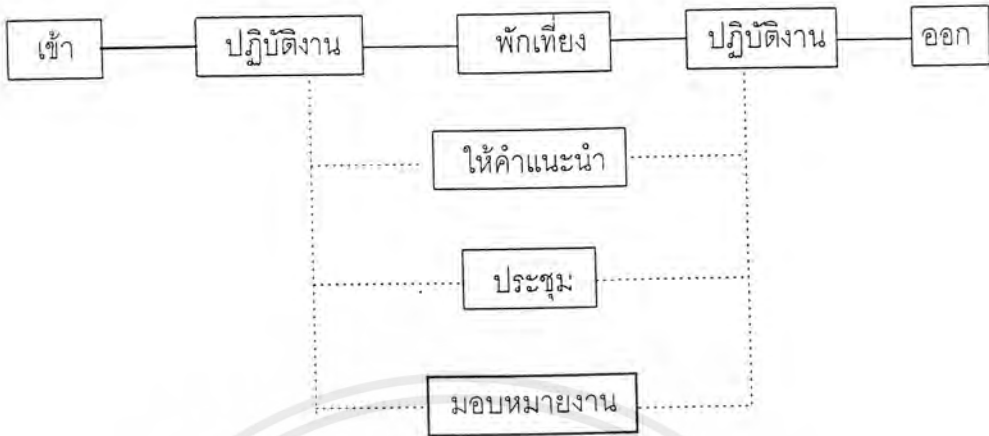 เข้า
ปฏิบัติงาน
พักเที่ยง
ปฏิบัติงาน
ออก
ให้คำแนะนำ
ประชุม
มอบหมายงาน